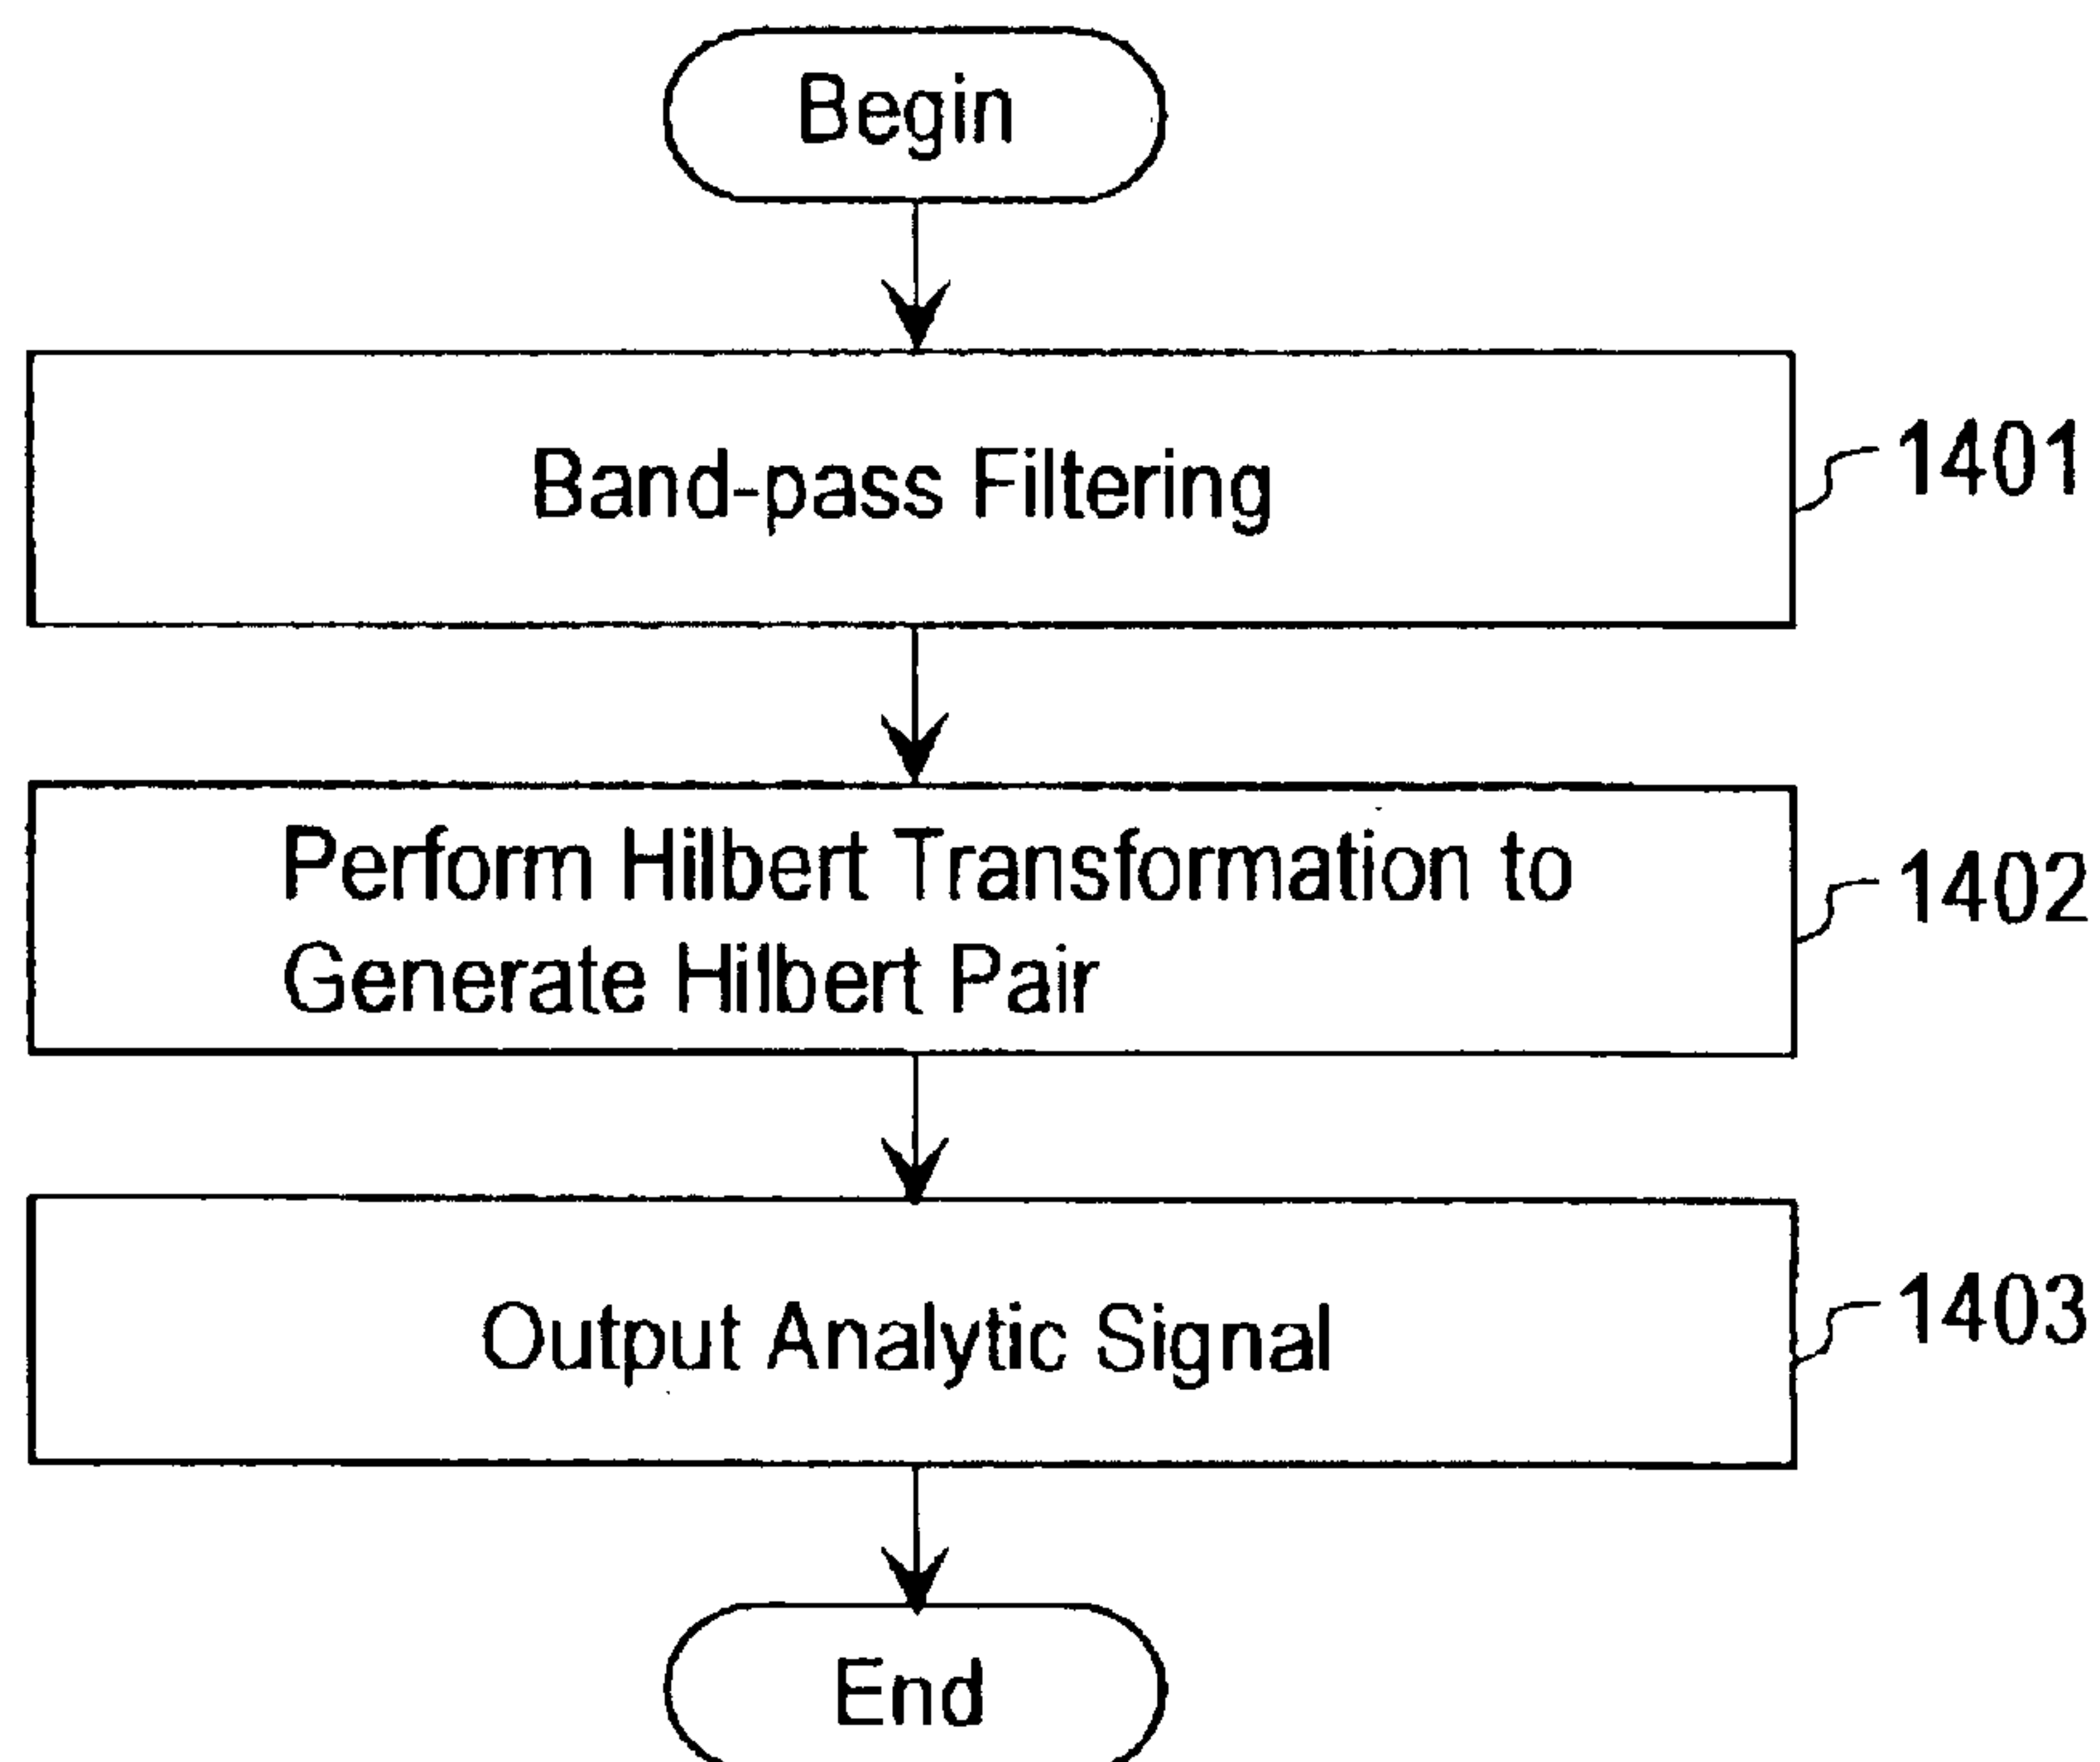 Begin
Band-pass Filtering
1401
Perform Hilbert Transformation to
Generate Hilbert Pair
1402
Output Analytic Signal
1403
End